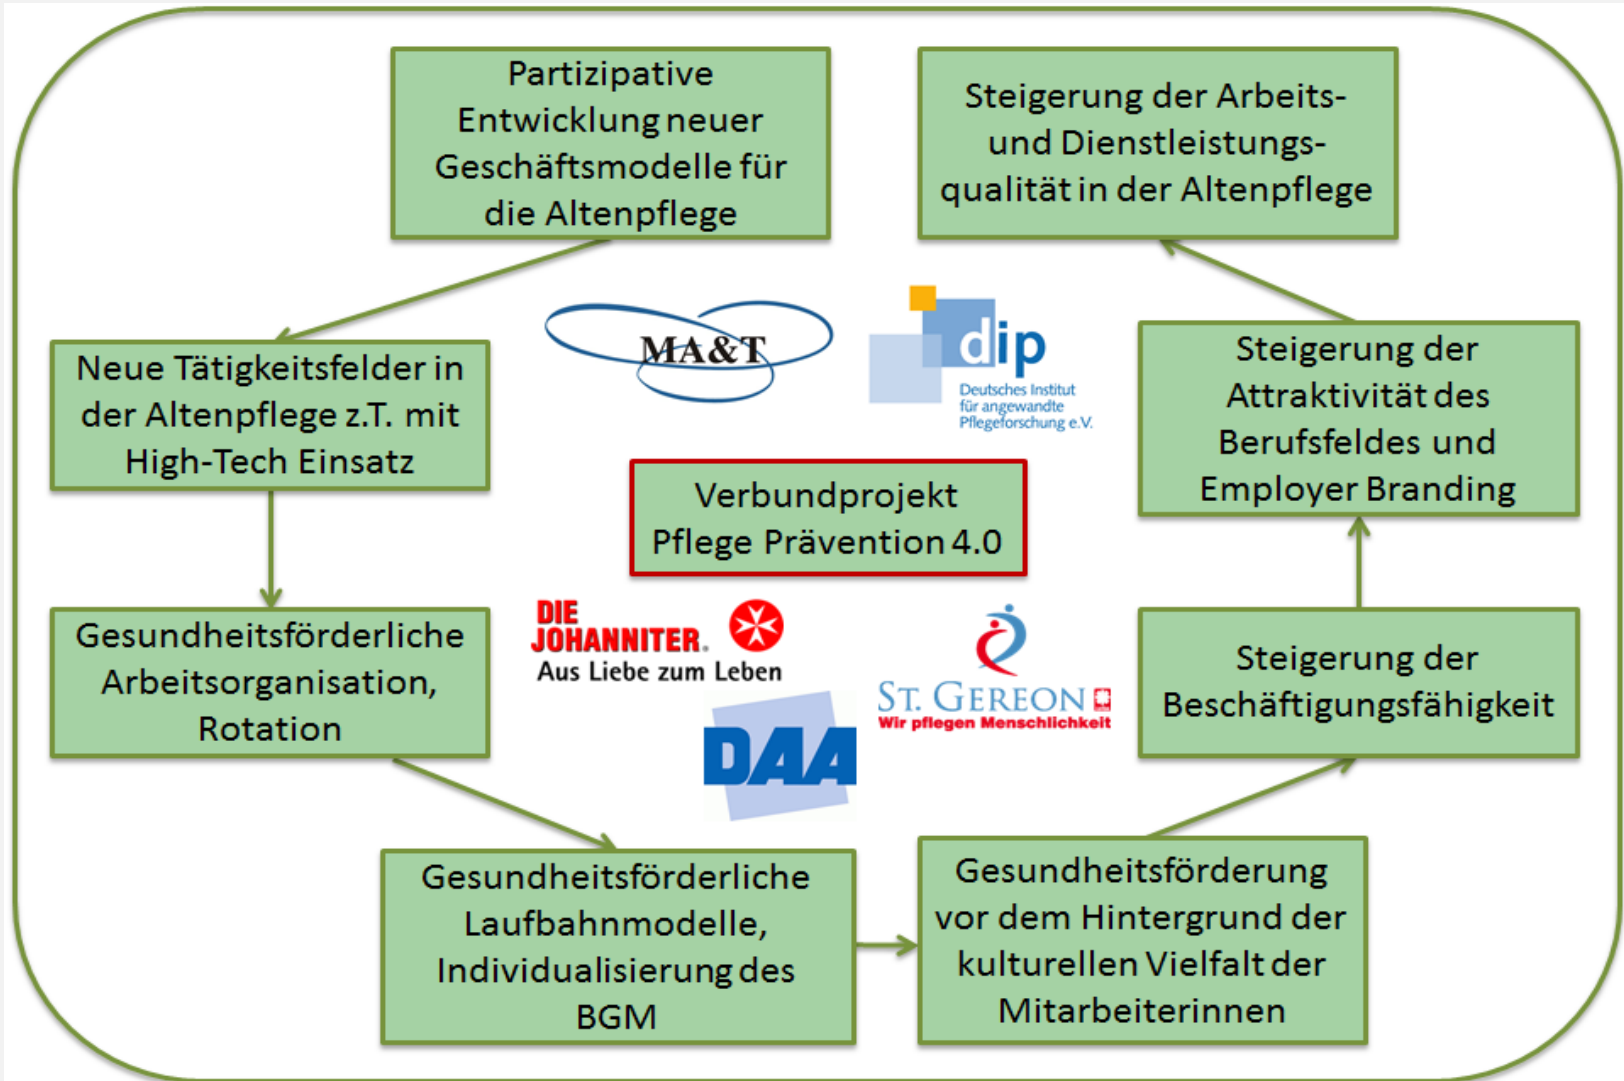 Partizipative
Entwicklung neuer
Geschäftsmodelle für
die Altenpflege
Steigerung der Arbeits-
und Dienstleistungs-
qualität in der Altenpflege
MA&T
dip
Deutsches Institut
für angewandte
Pflegeforschung e.V.
Neue Tätigkeitsfelder in
der Altenpflege z.T. mit
High-Tech Einsatz
Steigerung der
Attraktivität des
Berufsfeldes und
Employer Branding
Verbundprojekt
Pflege Prävention 4.0
Gesundheitsförderliche
Arbeitsorganisation,
Rotation
DIE
JOHANNITER.
Aus Liebe zum Leben
ST. GEREON
Wir pflegen Menschlichkeit
DAA
Steigerung der
Beschäftigungsfähigkeit
Gesundheitsförderliche
Laufbahnmodelle,
Individualisierung des
BGM
Gesundheitsförderung
vor dem Hintergrund der
kulturellen Vielfalt der
Mitarbeiterinnen